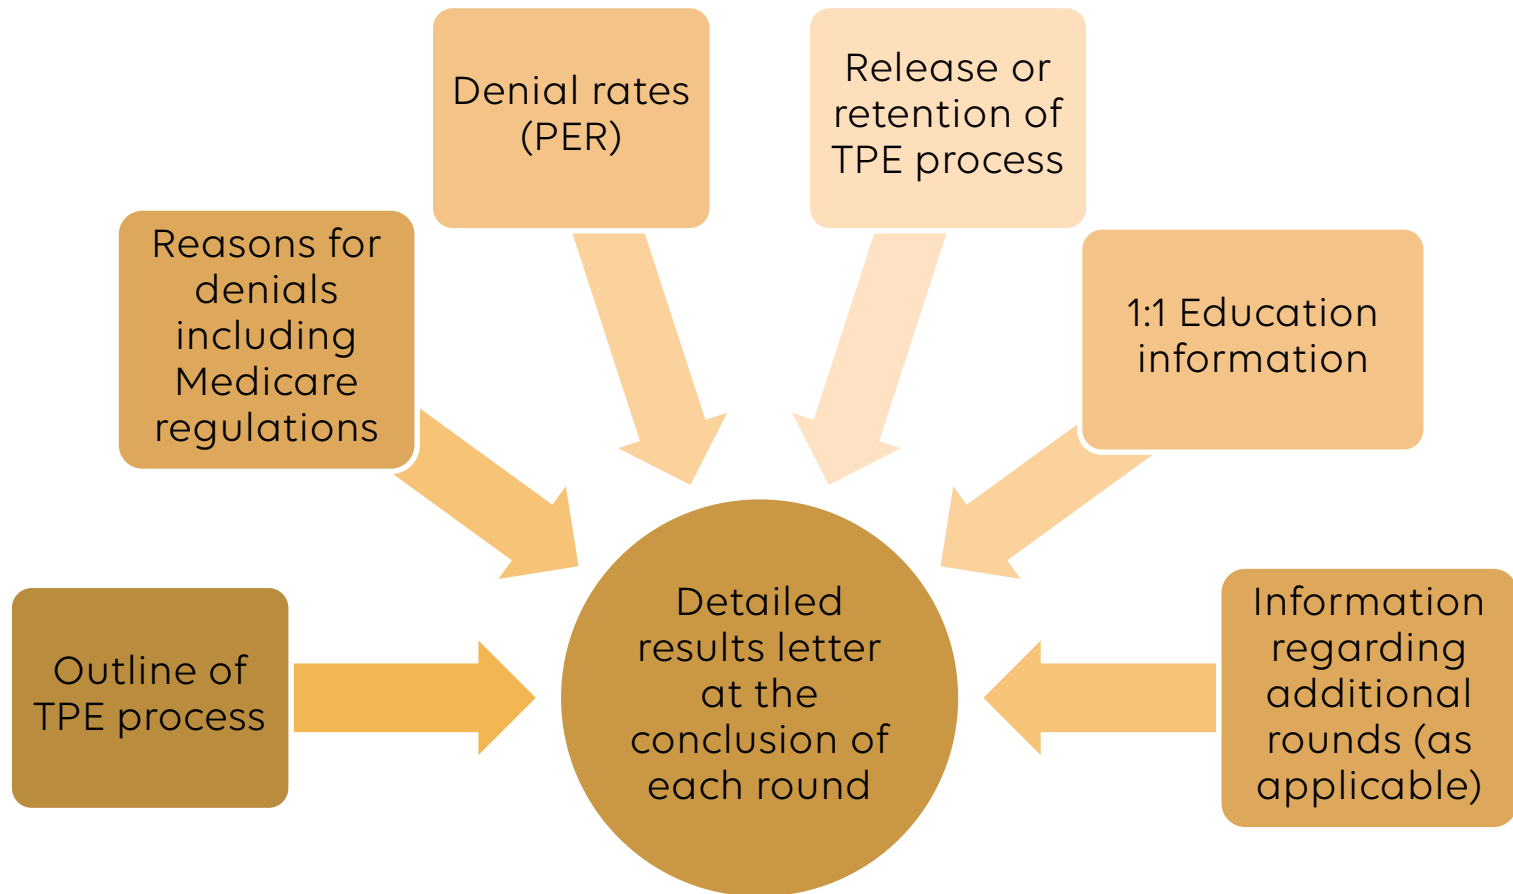 Denial rates
(PER)
Release or
retention of
TPE process
Reasons for
denials
including
Medicare
regulations
1:1 Education
information
Outline of
TPE process
Detailed
results letter
at the
conclusion of
each round
Information
regarding
additional
rounds (as
applicable)